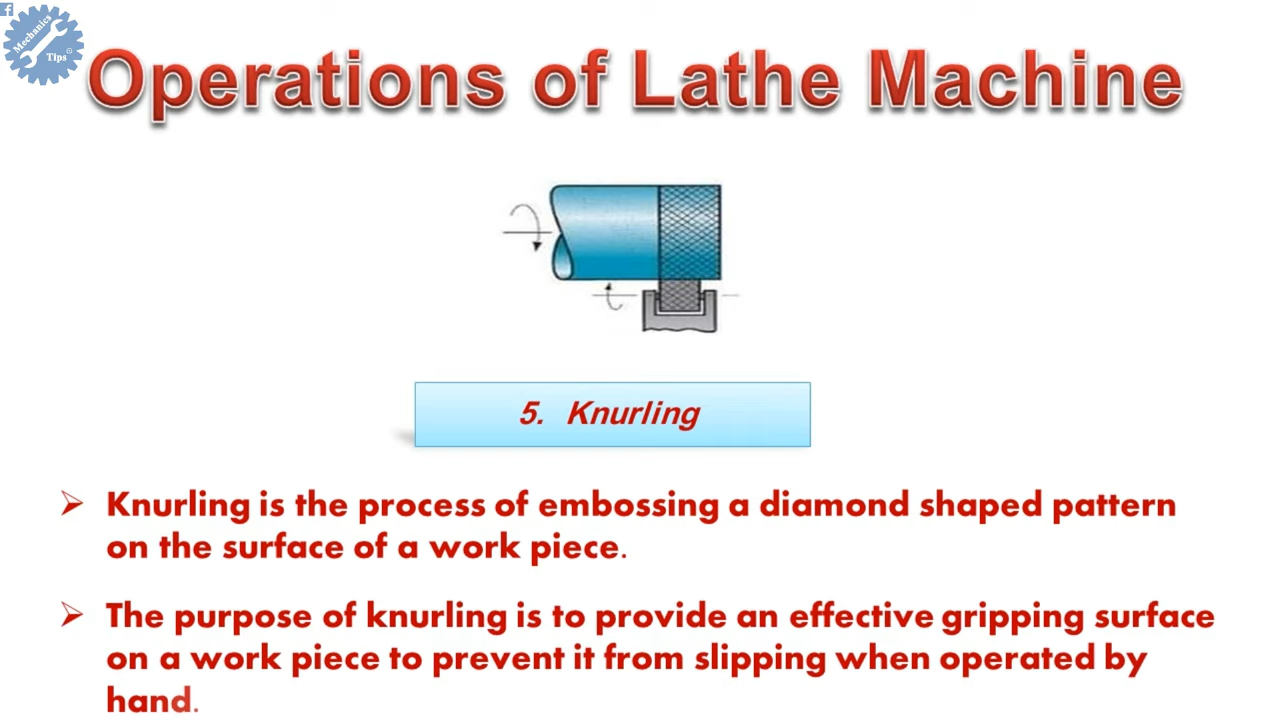 f
Mechanics
Tips
Operations of Lathe Machine
5. Knurling
➢ Knurling is the process of embossing a diamond shaped pattern
on the surface of a work piece.
➢ The purpose of knurling is to provide an effective gripping surface
on a work piece to prevent it from slipping when operated by
hand.